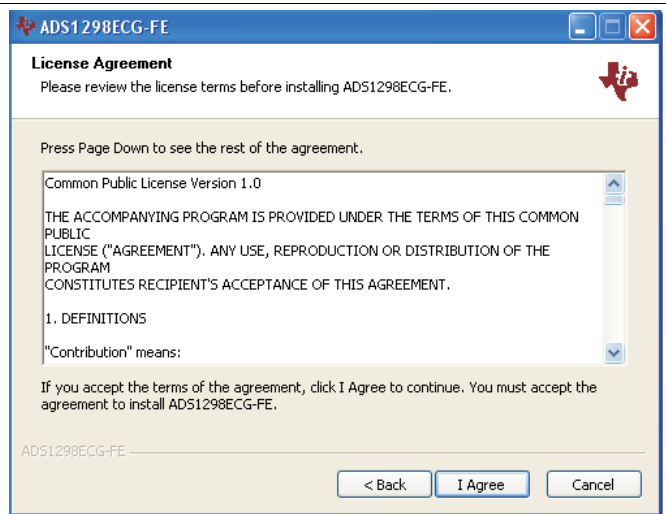 ADS1298ECG-FE
License Agreement
Please review the license terms before installing ADS1298ECG-FE.
Press Page Down to see the rest of the agreement.
Common Public License Version 1.0
THE ACCOMPANYING PROGRAM IS PROVIDED UNDER THE TERMS OF THIS COMMON
PUBLIC
LICENSE ("AGREEMENT"). ANY USE, REPRODUCTION OR DISTRIBUTION OF THE
PROGRAM
CONSTITUTES RECIPIENT'S ACCEPTANCE OF THIS AGREEMENT.
1. DEFINITIONS
"Contribution" means:
If you accept the terms of the agreement, click I Agree to continue. You must accept the
agreement to install ADS1298ECG-FE.
ADS1298ECG-FE
< Back
I Agree
Cancel